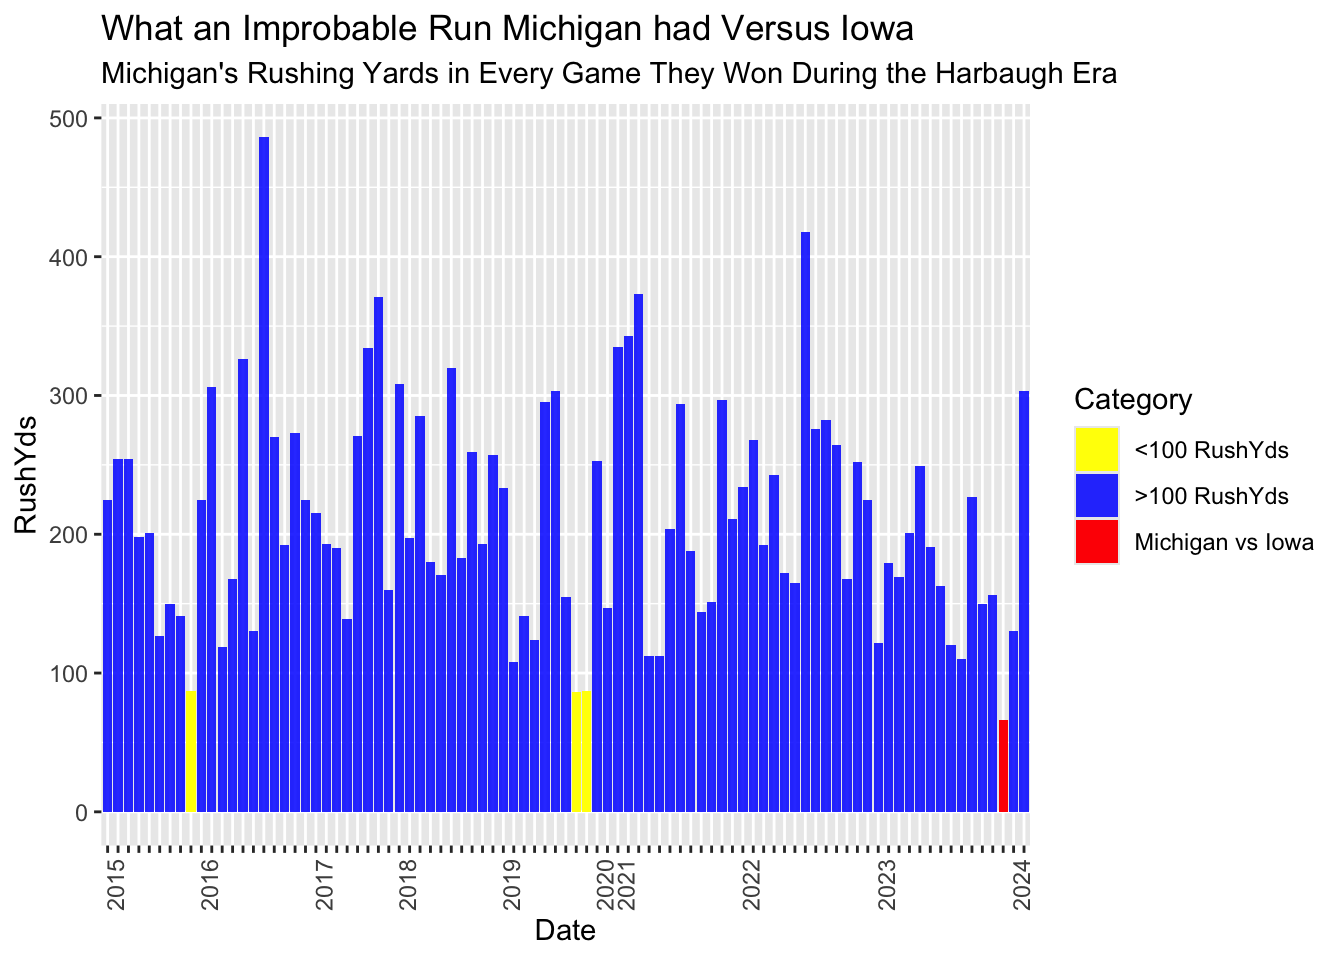 What an Improbable Run Michigan had Versus Iowa
Michigan's Rushing Yards in Every Game They Won During the Harbaugh Era
500
400
300
200
100
0
RushYds
2015
2016
2017
2018
2019
2020
2021
2022
2023
2024
Date
Category
<100 RushYds
>100 RushYds
Michigan vs Iowa